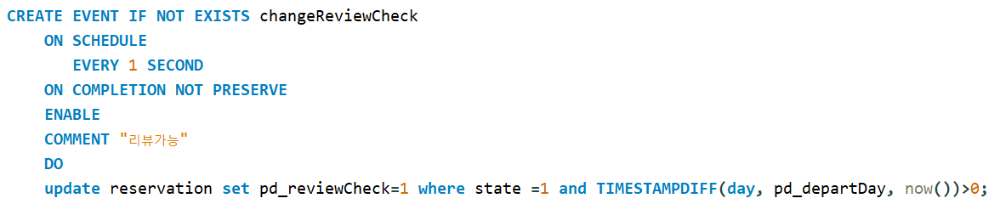 CREATE EVENT IF NOT EXISTS changeReviewCheck
ON SCHEDULE
EVERY 1 SECOND
ON COMPLETION NOT PRESERVE
ENABLE
COMMENT "리뷰가능"
DO
update reservation set pd_reviewCheck=1 where state =1 and TIMESTAMPDIFF(day, pd_departDay, now())>0;